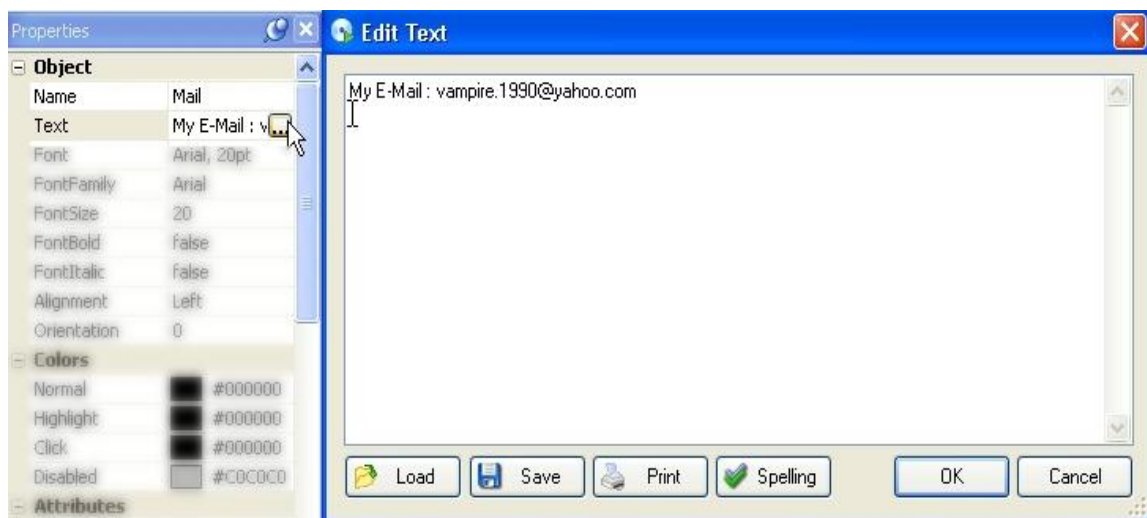 Properties
Object
Name Mail
Text My E-Mail : v...
Font Arial, 20pt
FontFamily Arial
FontSize 20
FontBold false
FontItalic false
Alignment Left
Orientation 0
Colors
Normal #000000
Highlight #000000
Click #000000
Disabled #C0C0C0
Attributes
Edit Text
My E-Mail : vampire.1990@yahoo.com
Load Save Print Spelling OK Cancel